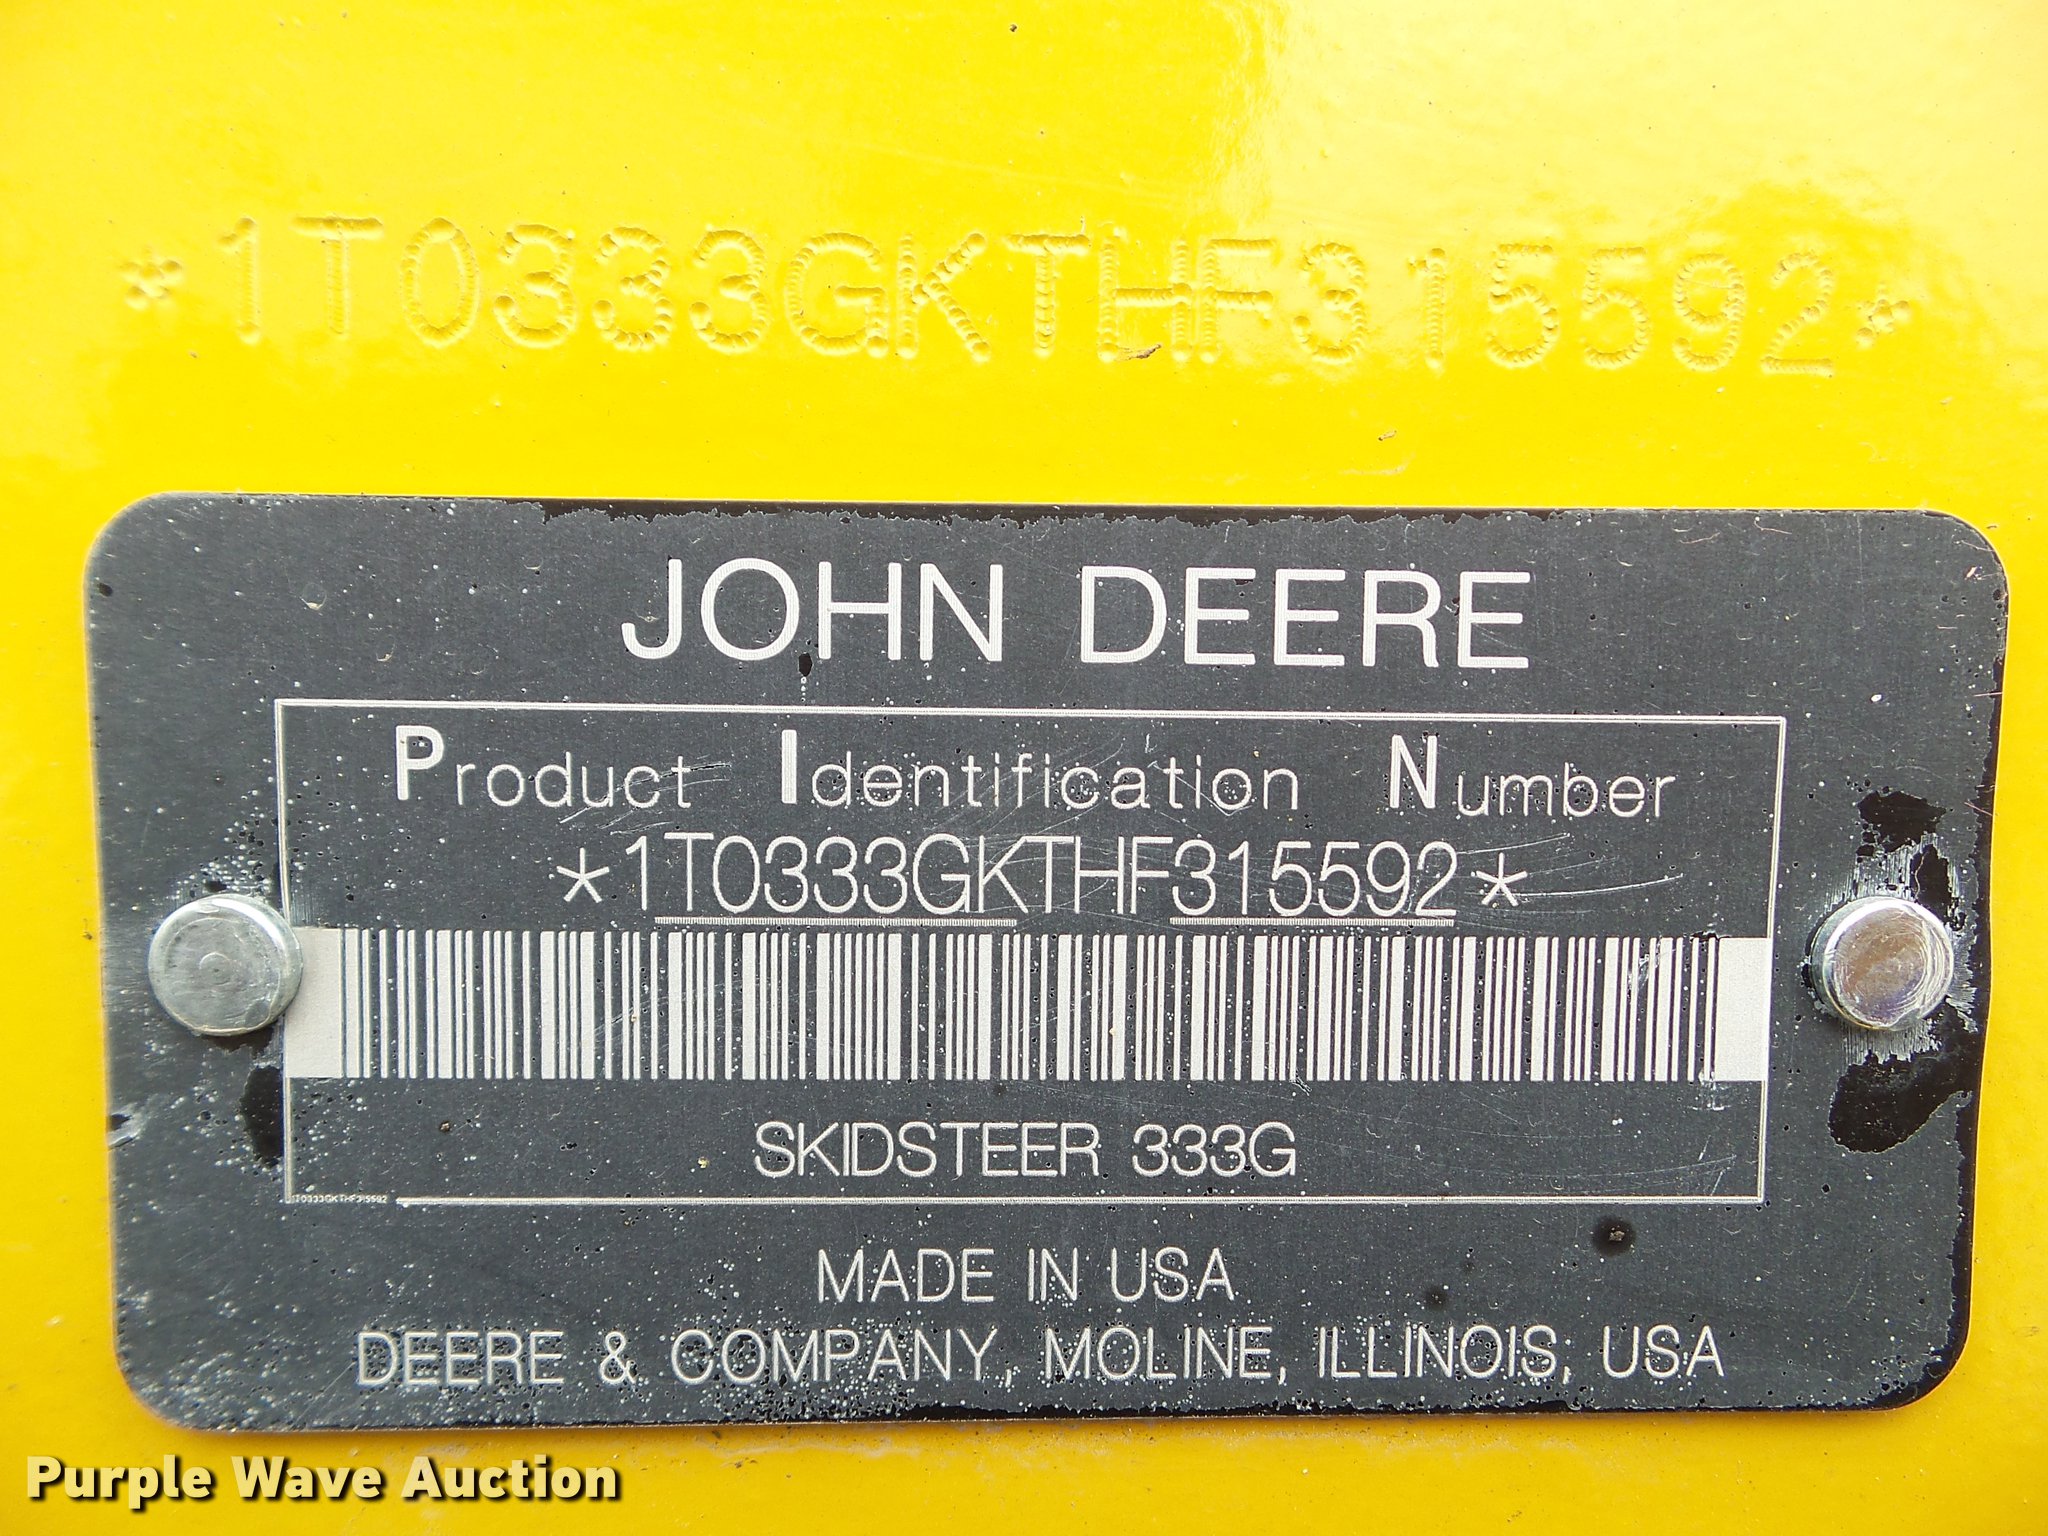 *1T0333GKTHF315592*
JOHN DEERE
Product Identification Number
*1T0333GKTHF315592*
SKIDSTEER 333G
1T0333GKTHF315592
MADE IN USA
DEERE & COMPANY, MOLINE, ILLINOIS, USA
Purple Wave Auction